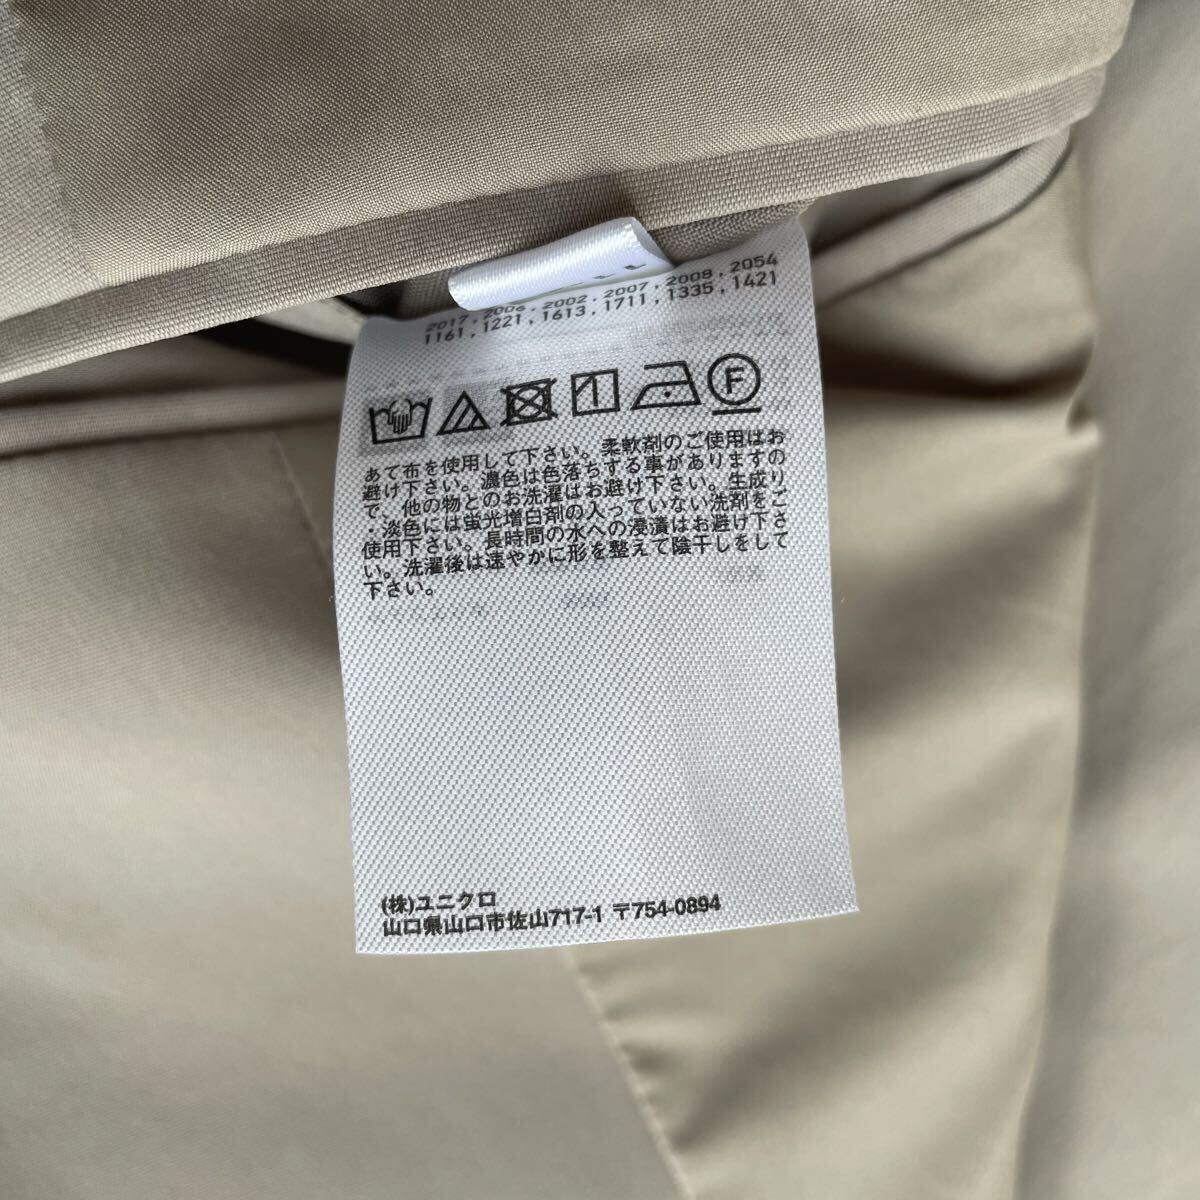 2017,2006,2002,2007,2008,2054
1161,1221,1613,1711,1335,1421
F
あて布を使用して下さい。柔軟剤のご使用はお
避け下さい。濃色は色落ちする事がありますの
で、他の物とのお洗濯はお避け下さい。生成り
・淡色には蛍光増白剤の入っていない洗剤をご
使用下さい。長時間の水への浸漬はお避け下さ
い。洗濯後は速やかに形を整えて陰干しをして
下さい。
(株)ユニクロ
山口県山口市佐山717-1 〒754-0894